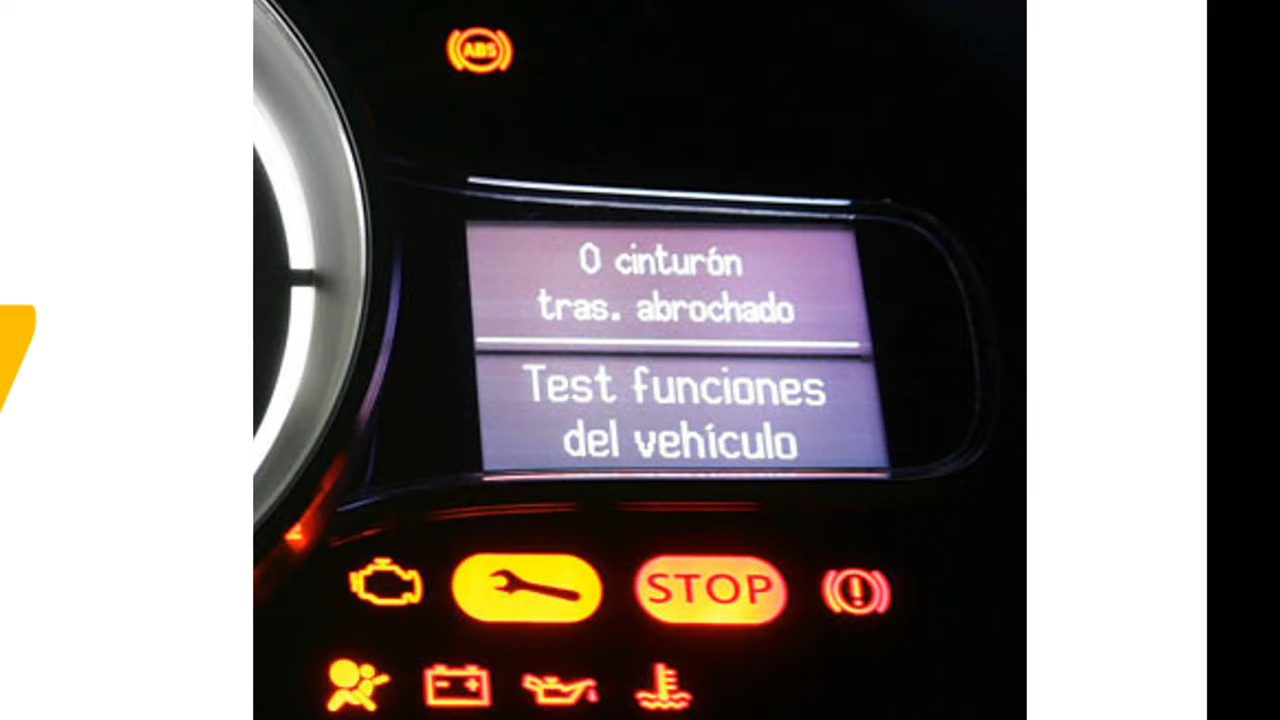 ABS
0 cinturón
tras. abrochado
Test funciones
del vehículo
STOP